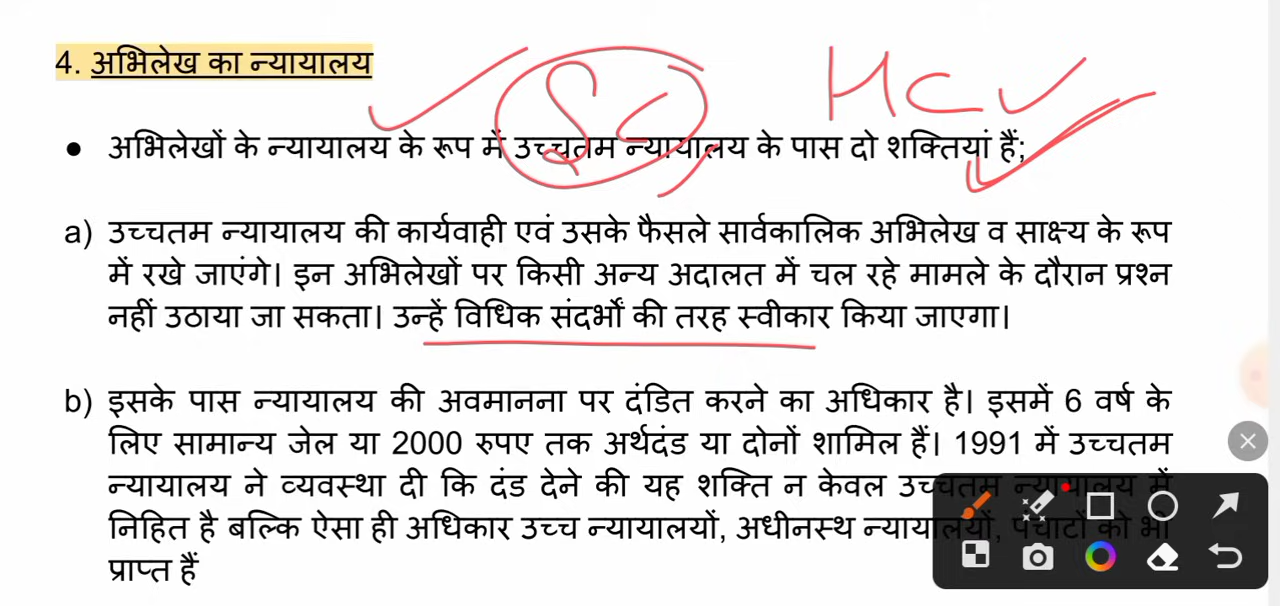 4. अभिलेख का न्यायालय
SC, HC
● अभिलेखों के न्यायालय के रूप में उच्चतम न्यायालय के पास दो शक्तियां हैं;
a) उच्चतम न्यायालय की कार्यवाही एवं उसके फैसले सार्वकालिक अभिलेख व साक्ष्य के रूप
में रखे जाएंगे। इन अभिलेखों पर किसी अन्य अदालत में चल रहे मामले के दौरान प्रश्न
नहीं उठाया जा सकता। उन्हें विधिक संदर्भों की तरह स्वीकार किया जाएगा।
b) इसके पास न्यायालय की अवमानना पर दंडित करने का अधिकार है। इसमें 6 वर्ष के
लिए सामान्य जेल या 2000 रुपए तक अर्थदंड या दोनों शामिल हैं। 1991 में उच्चतम
न्यायालय ने व्यवस्था दी कि दंड देने की यह शक्ति न केवल उच्चतम न्यायालय में
निहित है बल्कि ऐसा ही अधिकार उच्च न्यायालयों, अधीनस्थ न्यायालयों, पंचाटों को भी
प्राप्त हैं